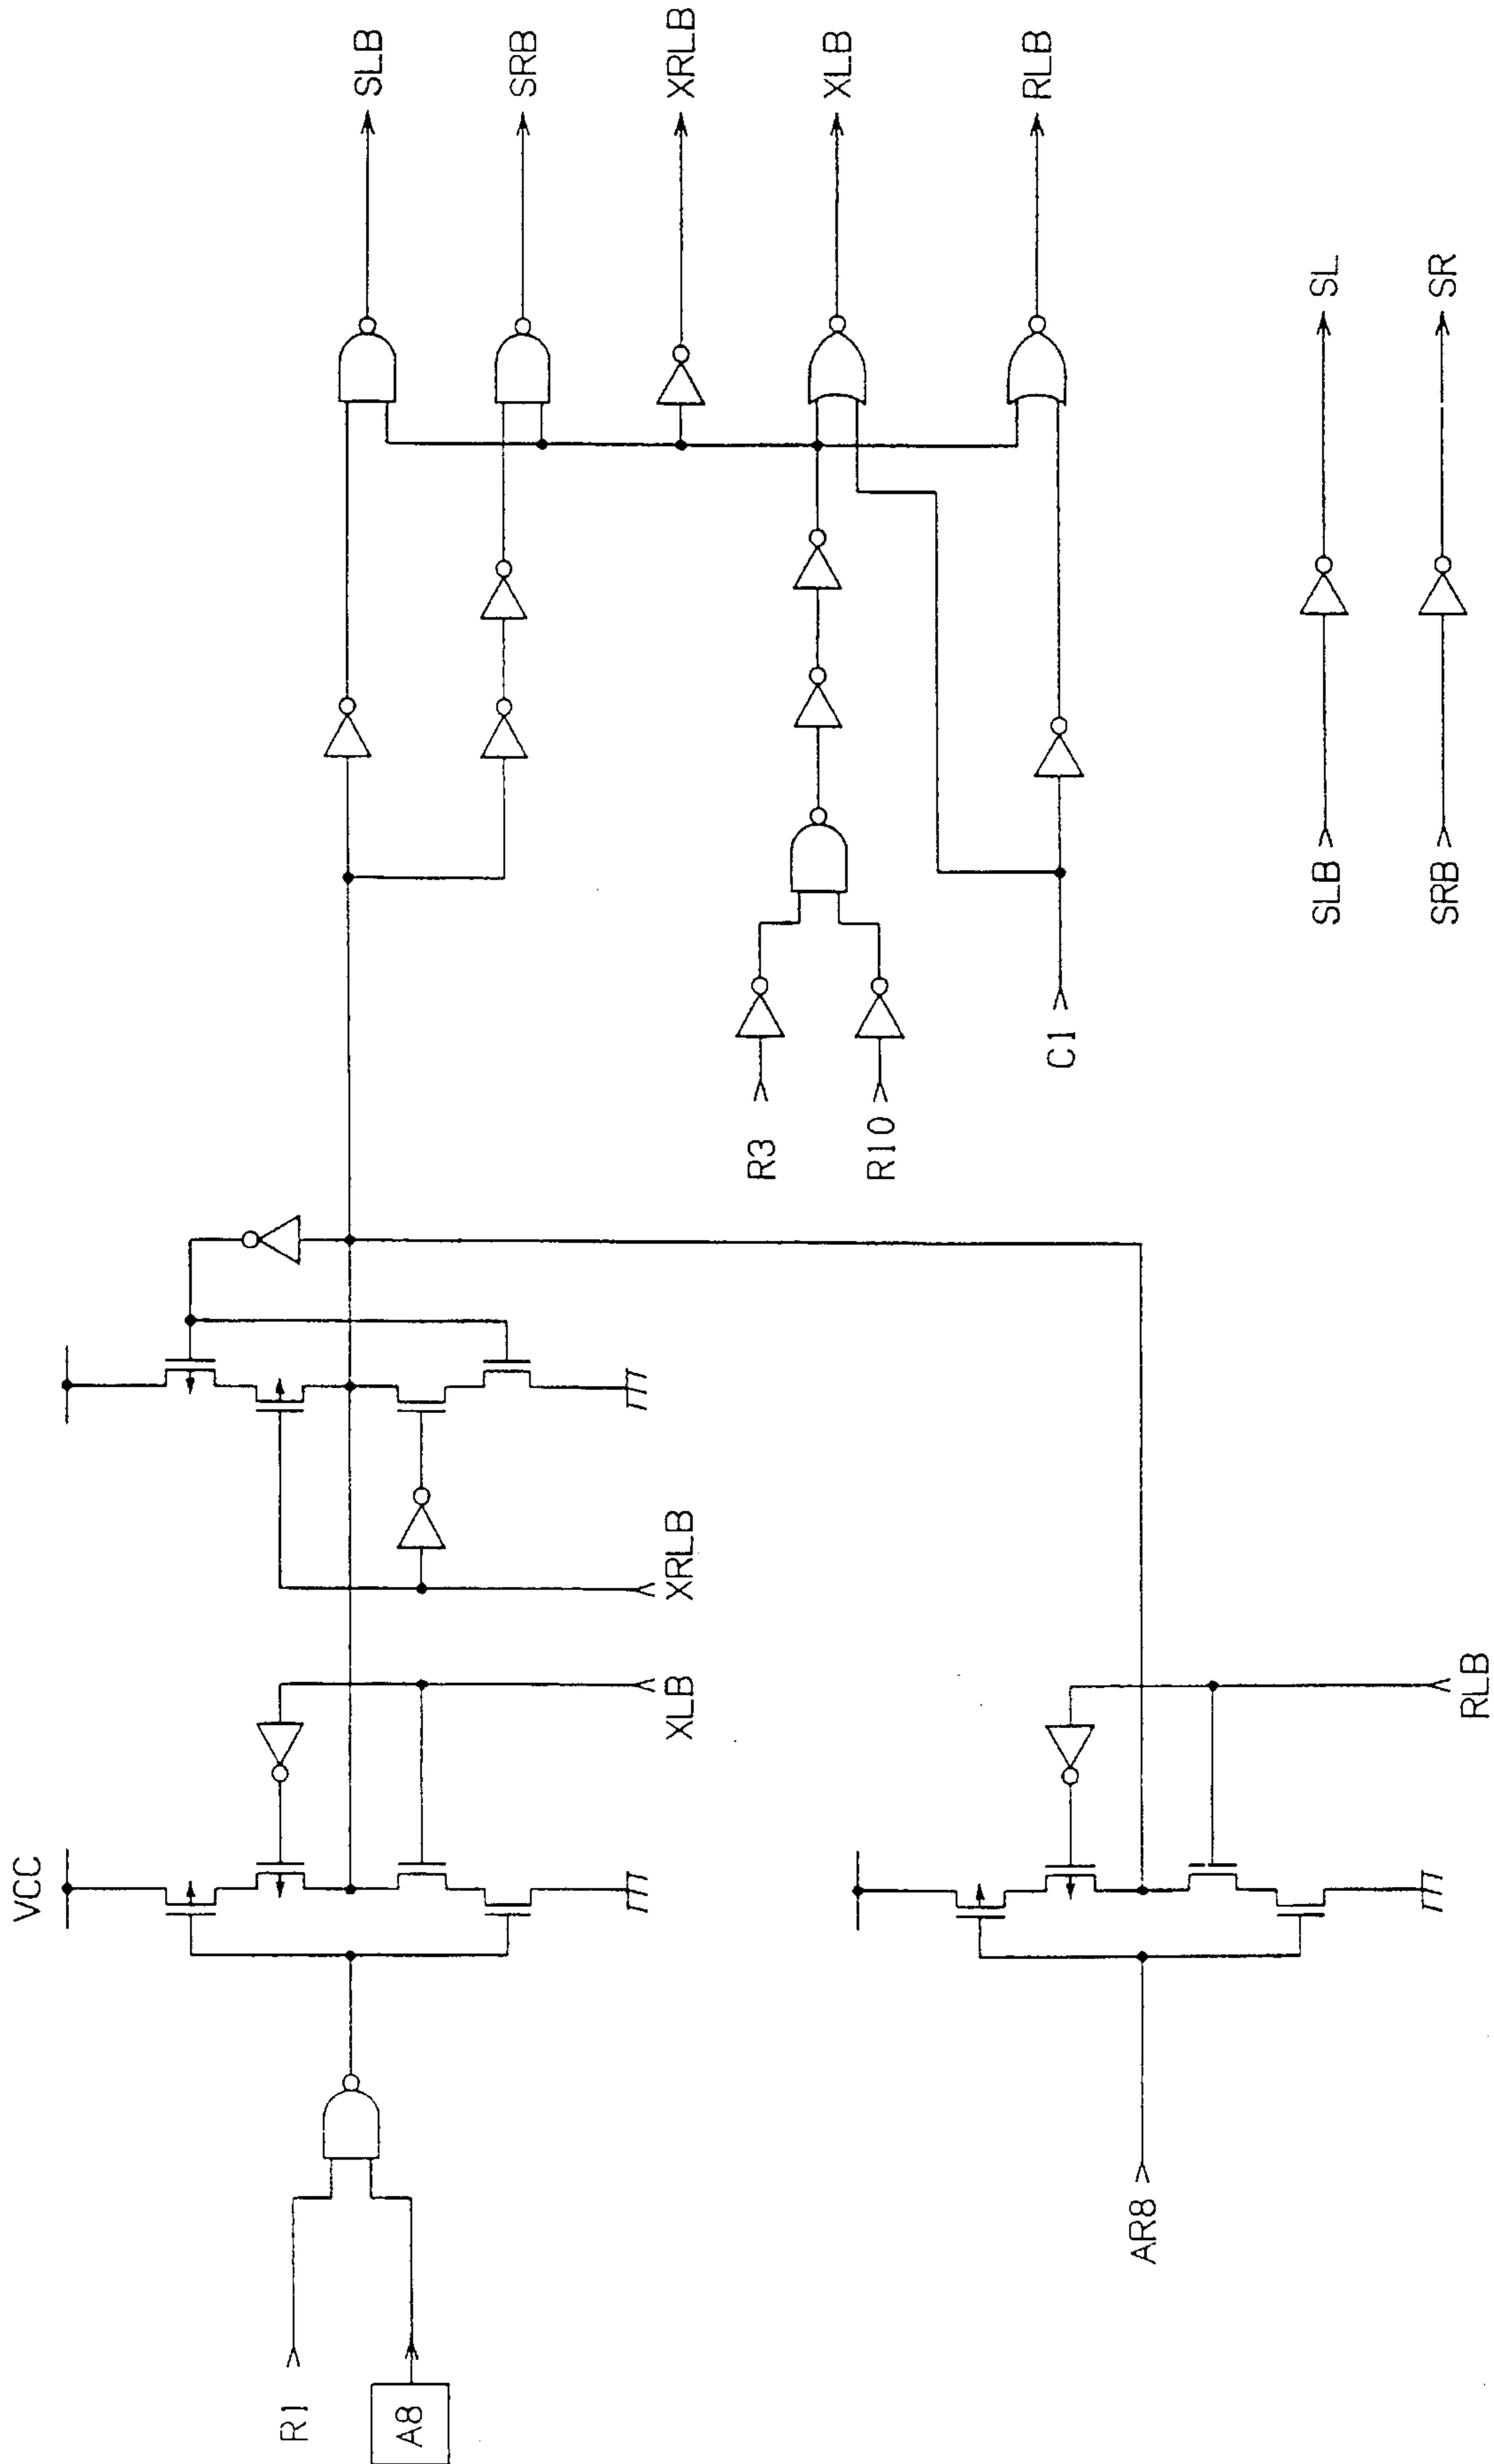 VCC
R1
A8
XLB
XRLB
AR8
RLB
R3
R10
C1
SLB
SRB
XRLB
XLB
RLB
SLB
SL
SRB
SR